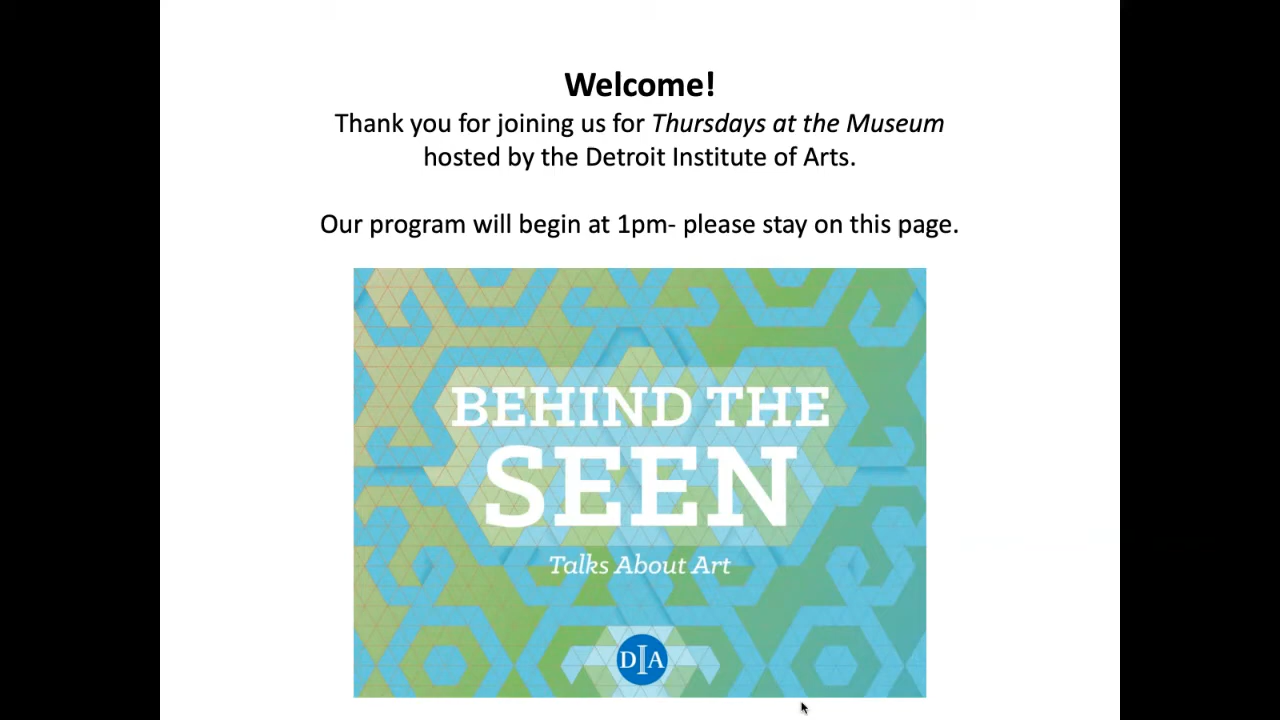 Welcome!
Thank you for joining us for Thursdays at the Museum
hosted by the Detroit Institute of Arts.
Our program will begin at 1pm- please stay on this page.
BEHIND THE
SEEN
Talks About Art
DIA